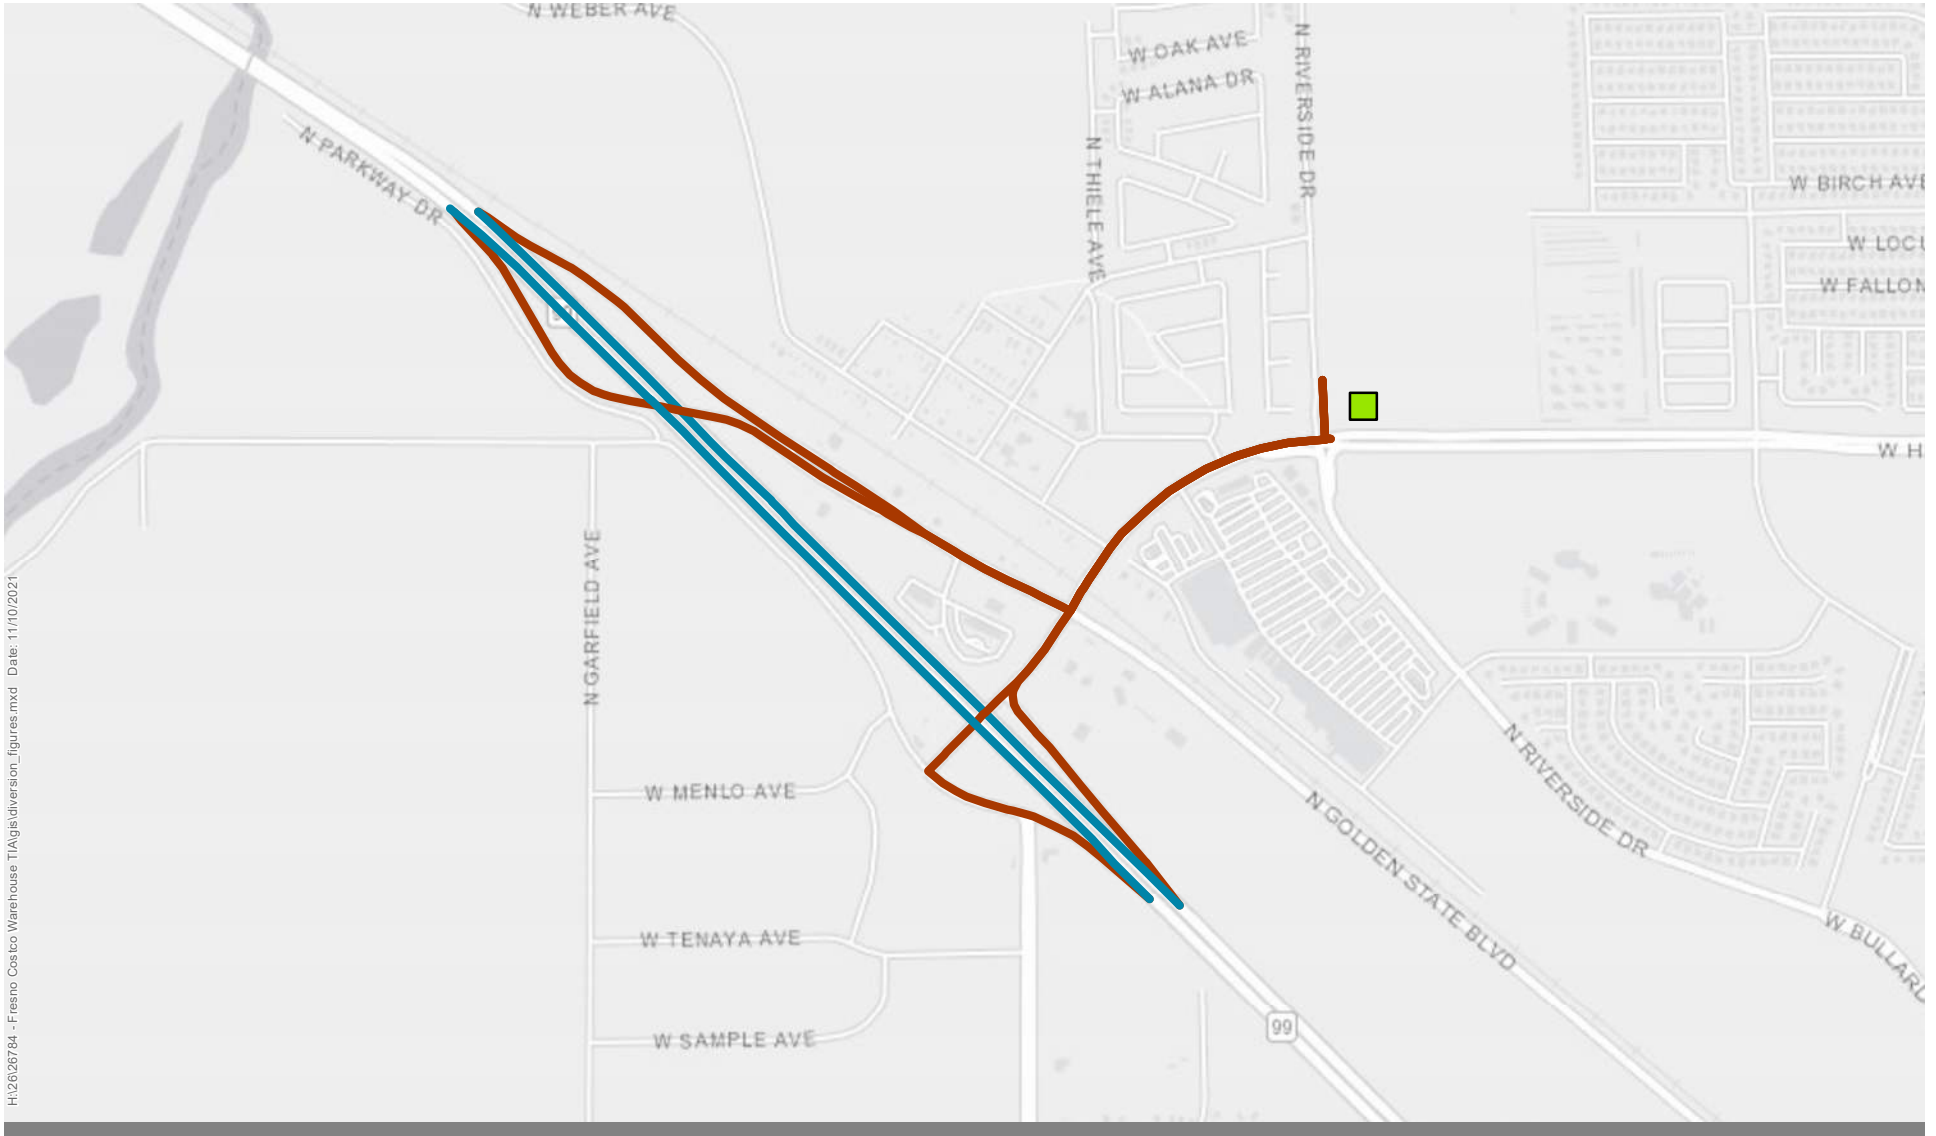 N WEBER AVE
W OAK AVE
W ALANA DR
N RIVERSIDE DR
N THIELE AVE
N PARKWAY DR
W BIRCH AVE
W LOCU
W FALLON
W H
N GARFIELD AVE
W MENLO AVE
W TENAYA AVE
W SAMPLE AVE
N RIVERSIDE DR
N GOLDEN STATE BLVD
W BULLARD
99
H:\26\26784 - Fresno Costco Warehouse TIA\gis\diversion_figures.mxd Date: 11/10/2021